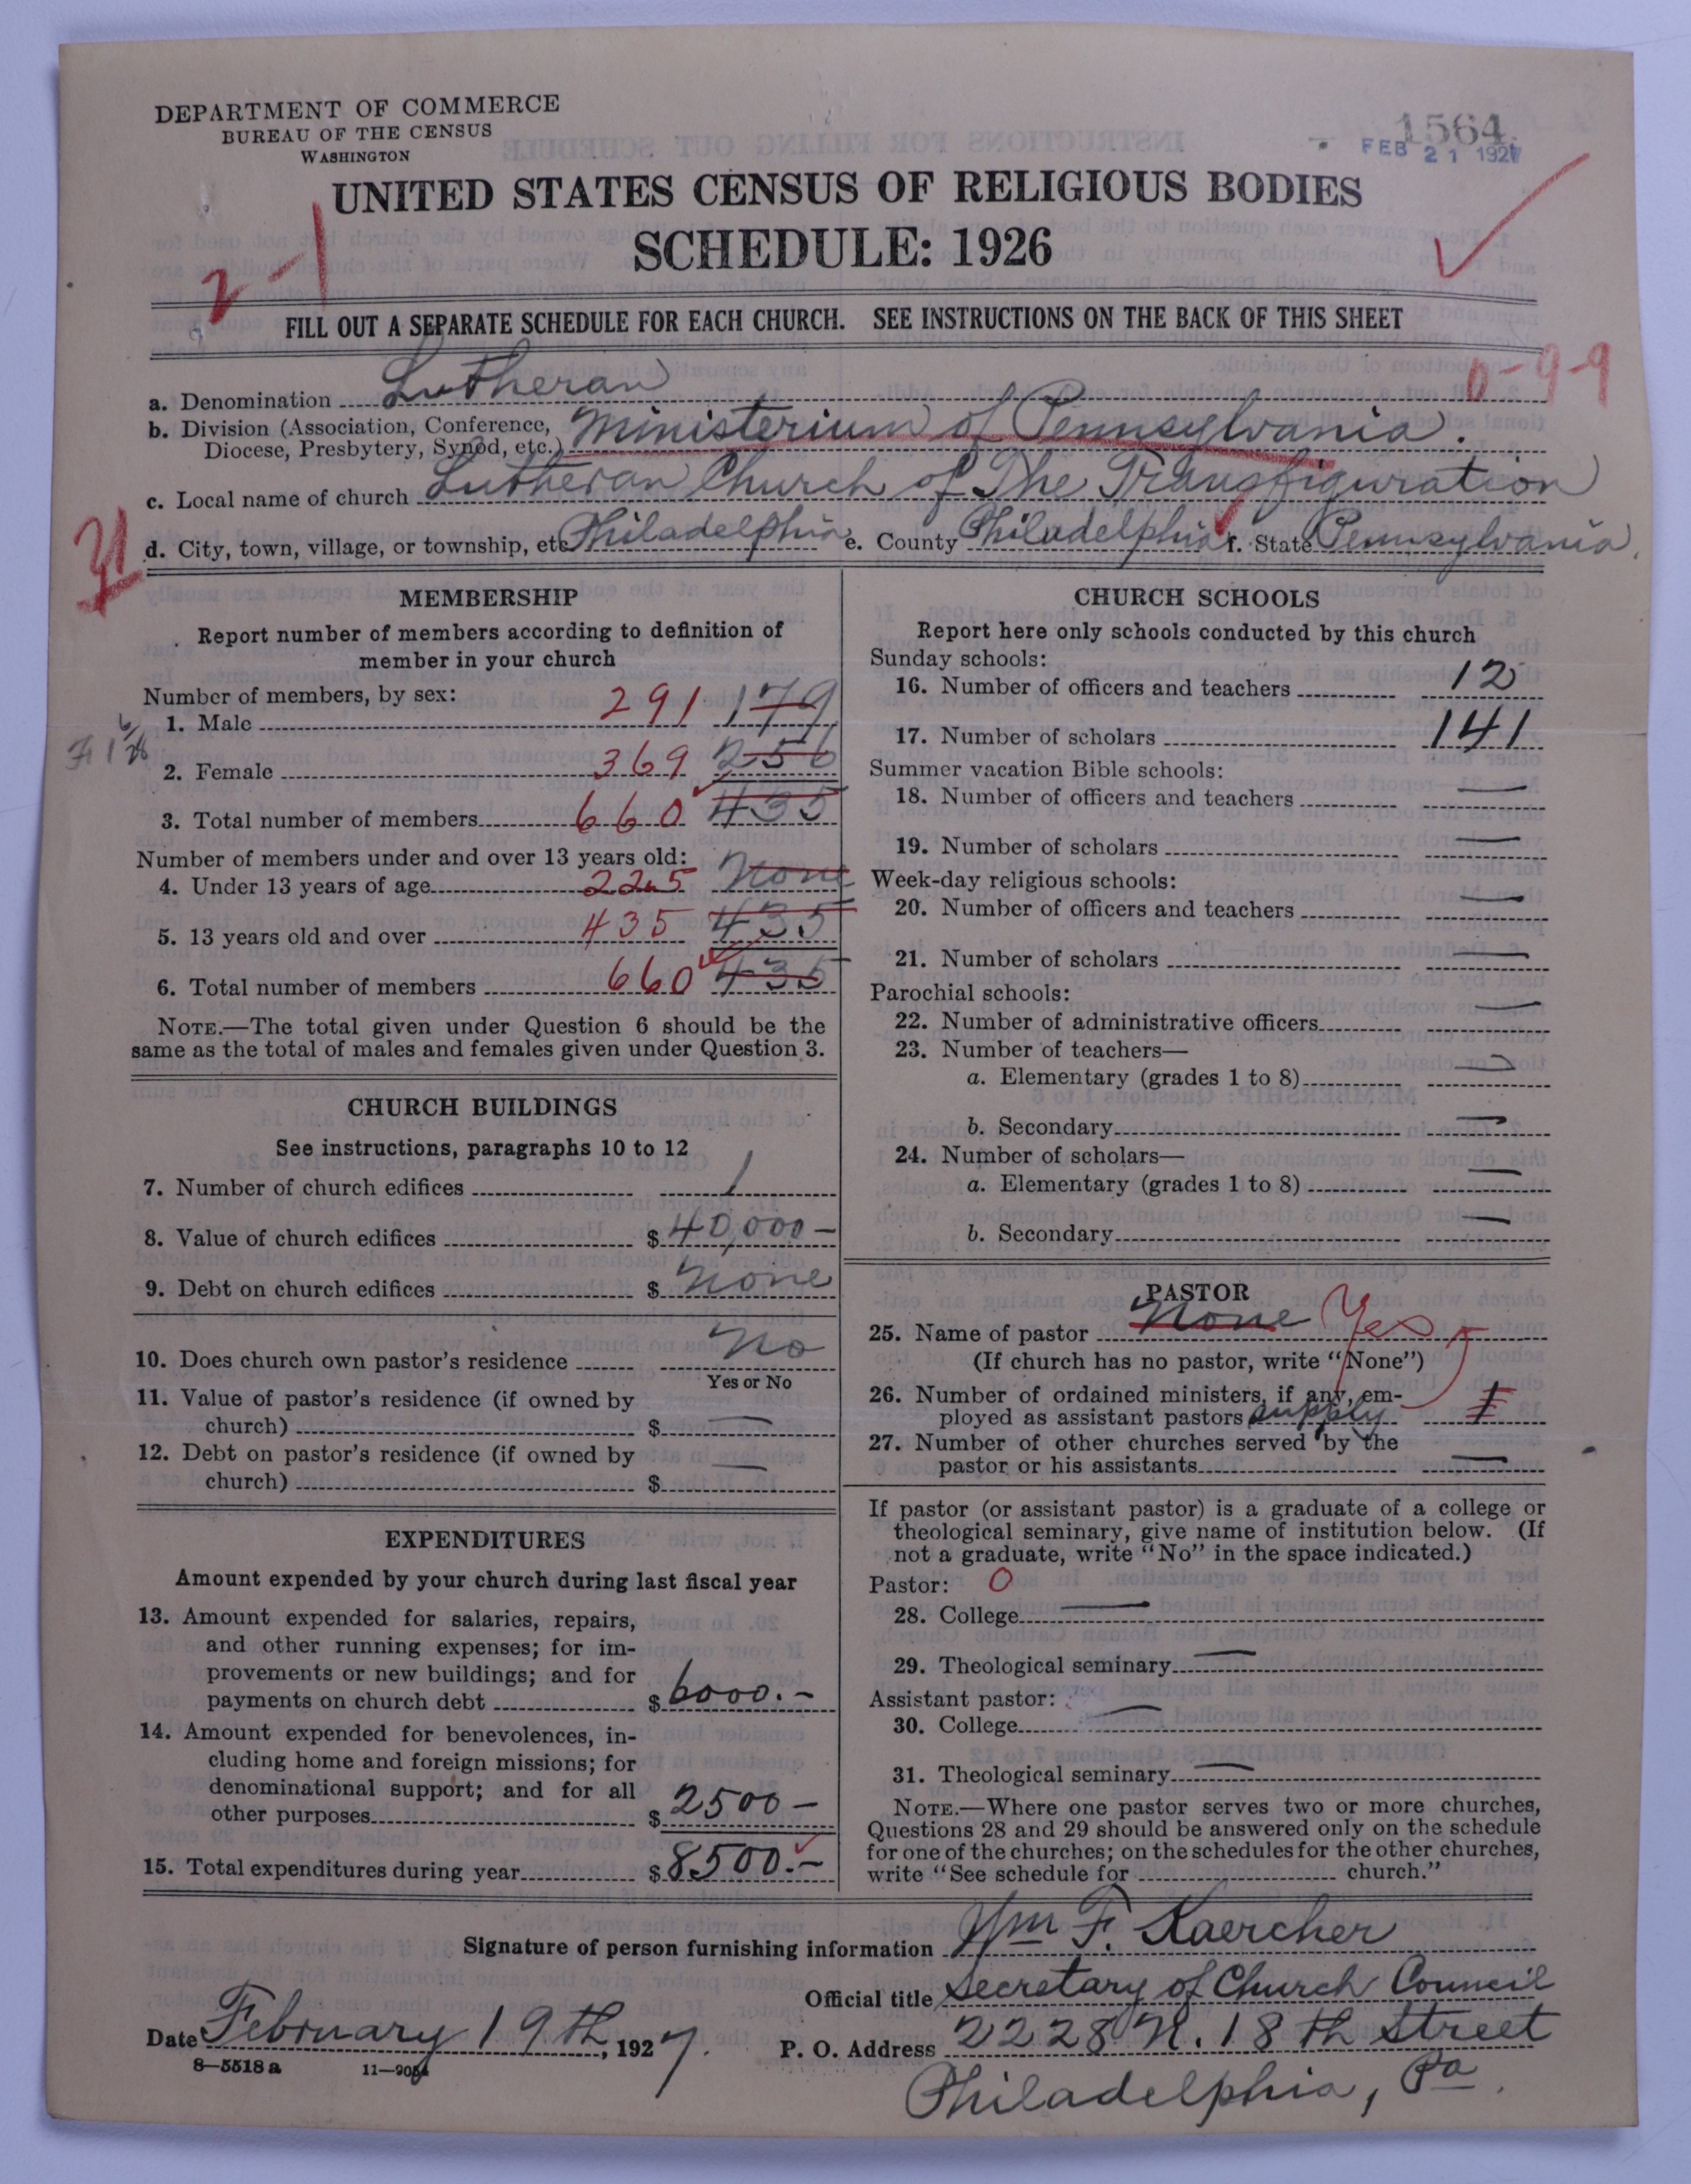 DEPARTMENT OF COMMERCE
BUREAU OF THE CENSUS
WASHINGTON
1564
FEB 21 1927
UNITED STATES CENSUS OF RELIGIOUS BODIES
SCHEDULE: 1926
2-1
FILL OUT A SEPARATE SCHEDULE FOR EACH CHURCH. SEE INSTRUCTIONS ON THE BACK OF THIS SHEET
0-9-9
a. Denomination Lutheran
b. Division (Association, Conference, Diocese, Presbytery, Synod, etc.) Ministerium of Pennsylvania.
c. Local name of church Lutheran Church of The Transfiguration
d. City, town, village, or township, etc Philadelphia e. County Philadelphia f. State Pennsylvania.
MEMBERSHIP
Report number of members according to definition of
member in your church
Number of members, by sex:
1. Male 291 179
2. Female 369 256
3. Total number of members 660 435
Number of members under and over 13 years old:
4. Under 13 years of age 225 None
5. 13 years old and over 435 435
6. Total number of members 660 435
NOTE.—The total given under Question 6 should be the
same as the total of males and females given under Question 3.
CHURCH BUILDINGS
See instructions, paragraphs 10 to 12
7. Number of church edifices 1
8. Value of church edifices $ 40,000—
9. Debt on church edifices $ None
10. Does church own pastor's residence No
Yes or No
11. Value of pastor's residence (if owned by
church) $ —
12. Debt on pastor's residence (if owned by
church) $ —
EXPENDITURES
Amount expended by your church during last fiscal year
13. Amount expended for salaries, repairs,
and other running expenses; for im-
provements or new buildings; and for
payments on church debt $ 6000.—
14. Amount expended for benevolences, in-
cluding home and foreign missions; for
denominational support; and for all
other purposes $ 2500—
15. Total expenditures during year $ 8500.—
CHURCH SCHOOLS
Report here only schools conducted by this church
Sunday schools:
16. Number of officers and teachers 12
17. Number of scholars 141
Summer vacation Bible schools:
18. Number of officers and teachers —
19. Number of scholars —
Week-day religious schools:
20. Number of officers and teachers —
21. Number of scholars —
Parochial schools:
22. Number of administrative officers —
23. Number of teachers—
a. Elementary (grades 1 to 8) —
b. Secondary —
24. Number of scholars—
a. Elementary (grades 1 to 8) —
b. Secondary —
PASTOR
25. Name of pastor None Yes
(If church has no pastor, write "None")
26. Number of ordained ministers, if any, em-
ployed as assistant pastors supply 1
27. Number of other churches served by the
pastor or his assistants —
If pastor (or assistant pastor) is a graduate of a college or
theological seminary, give name of institution below. (If
not a graduate, write "No" in the space indicated.)
Pastor: 0
28. College —
29. Theological seminary —
Assistant pastor: —
30. College
31. Theological seminary —
NOTE.—Where one pastor serves two or more churches,
Questions 28 and 29 should be answered only on the schedule
for one of the churches; on the schedules for the other churches,
write "See schedule for church."
Signature of person furnishing information Wm F. Kaercher
Official title Secretary of Church Council
Date February 19th, 1927.
P. O. Address 2228 N. 18th Street
Philadelphia, Pa.
8—5518a